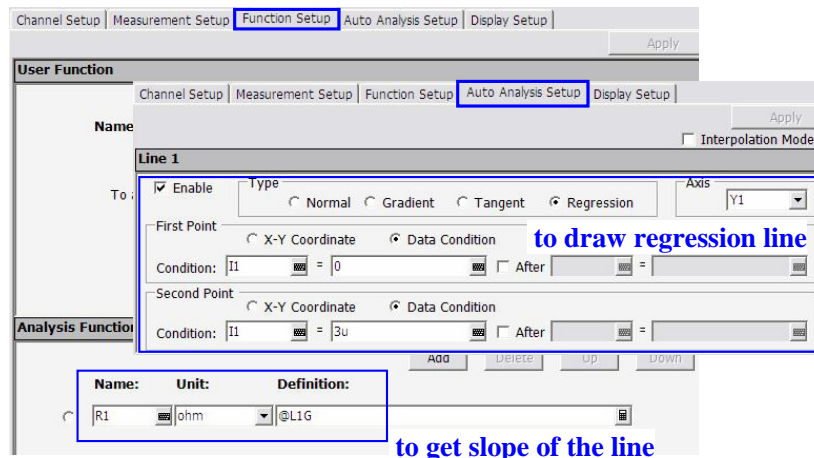 Channel Setup Measurement Setup Function Setup Auto Analysis Setup Display Setup
Apply
User Function
Channel Setup Measurement Setup Function Setup Auto Analysis Setup Display Setup
Name
Apply
Interpolation Mode
Line 1
To
Enable Type Normal Gradient Tangent Regression Axis Y1
First Point
X-Y Coordinate Data Condition
to draw regression line
Condition: I1 = 0 After =
Second Point
X-Y Coordinate Data Condition
Condition: I1 = 3u After =
Analysis Function
Add Delete Up Down
Name: Unit: Definition:
R1 ohm @L1G
to get slope of the line